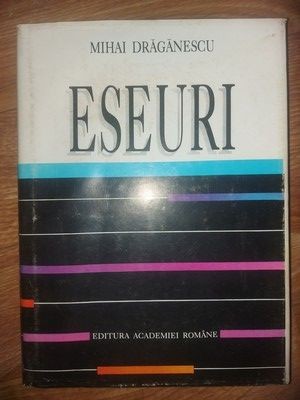 MIHAI DRĂGĂNESCU
ESEURI
EDITURA ACADEMIEI ROMÂNE